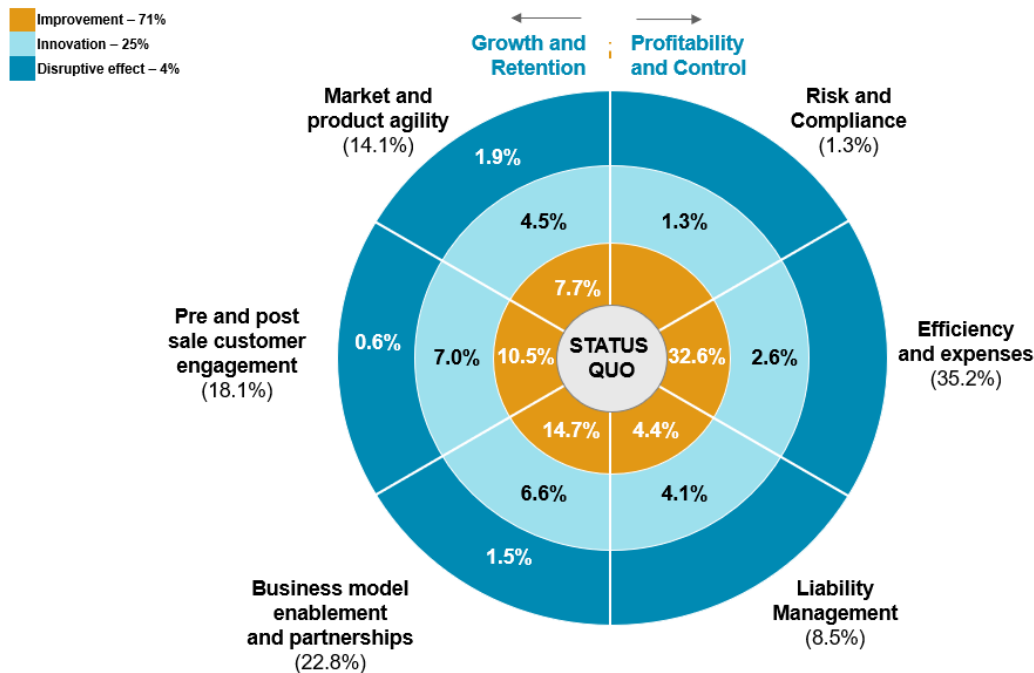 Improvement – 71%
Innovation – 25%
Disruptive effect – 4%
Growth and
Retention
Profitability
and Control
Market and
product agility
(14.1%)
Risk and
Compliance
(1.3%)
1.9%
4.5%
1.3%
7.7%
Pre and post
sale customer
engagement
(18.1%)
0.6%
7.0%
10.5%
STATUS
QUO
32.6%
2.6%
Efficiency
and expenses
(35.2%)
14.7%
4.4%
6.6%
4.1%
1.5%
Business model
enablement
and partnerships
(22.8%)
Liability
Management
(8.5%)